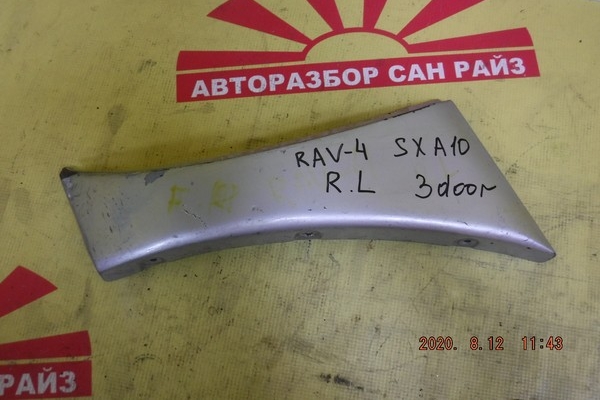 АВТОРАЗБОР САН РАЙЗ
RAV-4 SXA10
R.L 3door
РАЙЗ
2020. 8.12 11:43